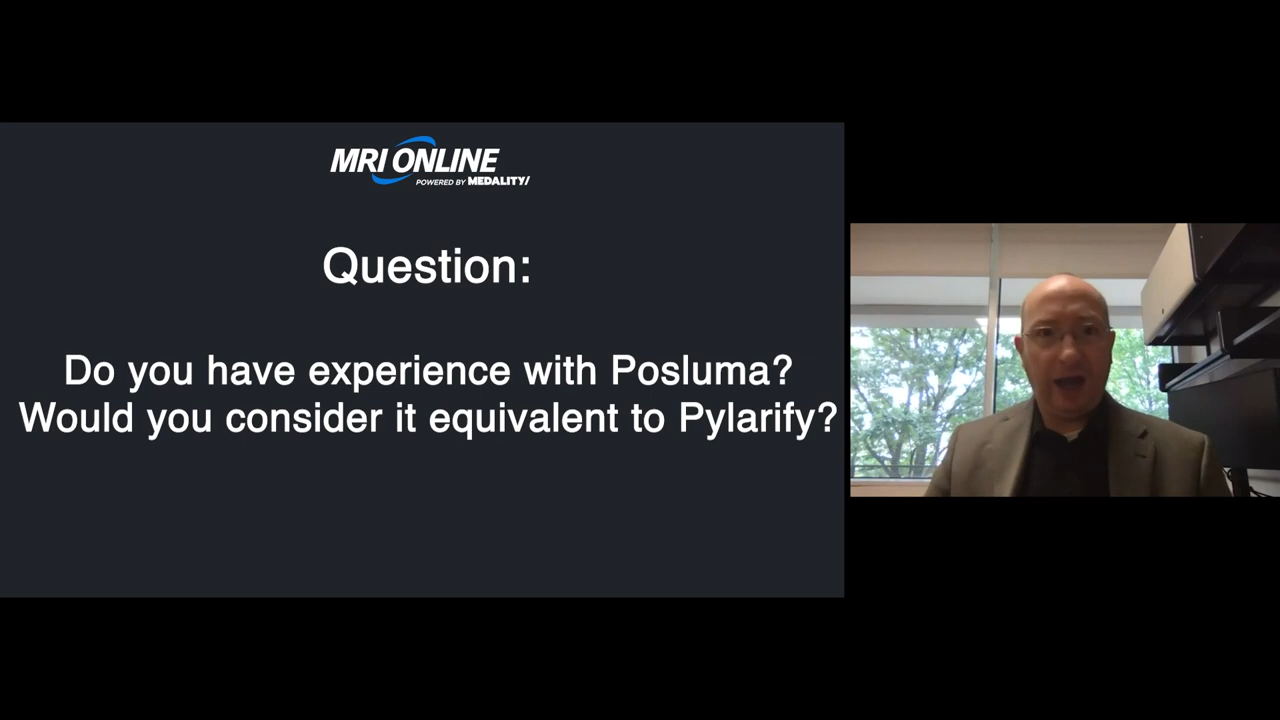 MRI ONLINE
POWERED BY MEDALITY/
Question:
Do you have experience with Posluma?
Would you consider it equivalent to Pylarify?